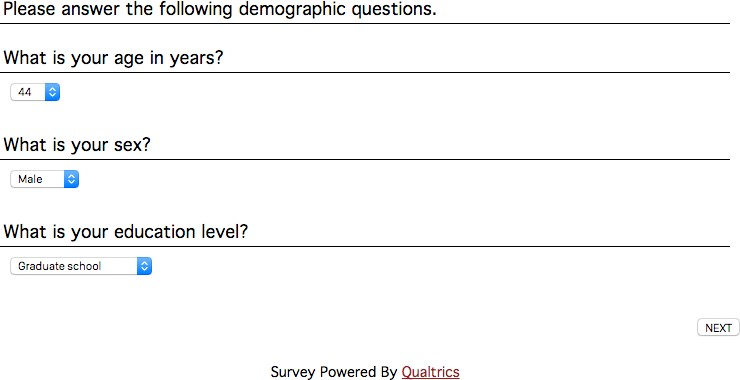 Please answer the following demographic questions.
What is your age in years?
44
What is your sex?
Male
What is your education level?
Graduate school
NEXT
Survey Powered By Qualtrics